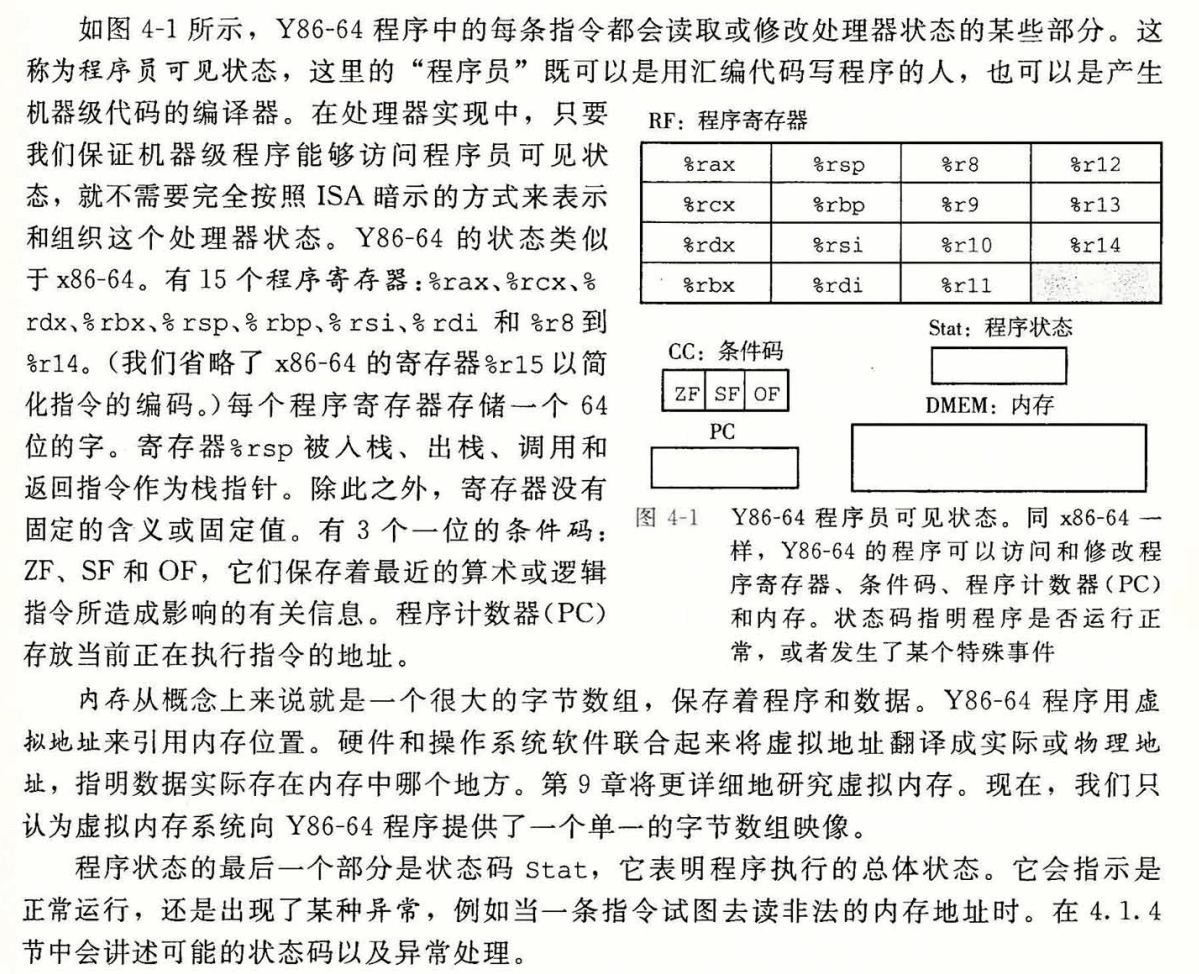 如图 4-1 所示，Y86-64 程序中的每条指令都会读取或修改处理器状态的某些部分。这
称为程序员可见状态，这里的“程序员”既可以是用汇编代码写程序的人，也可以是产生
机器级代码的编译器。在处理器实现中，只要
我们保证机器级程序能够访问程序员可见状
态，就不需要完全按照 ISA 暗示的方式来表示
和组织这个处理器状态。Y86-64 的状态类似
于 x86-64。有 15 个程序寄存器:%rax、%rcx、%
rdx、%rbx、%rsp、%rbp、%rsi、%rdi 和 %r8到
%r14。(我们省略了 x86-64 的寄存器%r15以简
化指令的编码。)每个程序寄存器存储一个 64
位的字。寄存器%rsp 被入栈、出栈、调用和
返回指令作为栈指针。除此之外，寄存器没有
固定的含义或固定值。有 3 个一位的条件码：
ZF、SF 和 OF，它们保存着最近的算术或逻辑
指令所造成影响的有关信息。程序计数器(PC)
存放当前正在执行指令的地址。
RF：程序寄存器
%rax %rsp %r8 %r12
%rcx %rbp %r9 %r13
%rdx %rsi %r10 %r14
%rbx %rdi %r11
CC：条件码
ZF SF OF
PC
Stat：程序状态
DMEM：内存
图 4-1 Y86-64 程序员可见状态。同 x86-64 一
样，Y86-64 的程序可以访问和修改程
序寄存器、条件码、程序计数器(PC)
和内存。状态码指明程序是否运行正
常，或者发生了某个特殊事件
内存从概念上来说就是一个很大的字节数组，保存着程序和数据。Y86-64 程序用虚
拟地址来引用内存位置。硬件和操作系统软件联合起来将虚拟地址翻译成实际或物理地
址，指明数据实际存在内存中哪个地方。第 9 章将更详细地研究虚拟内存。现在，我们只
认为虚拟内存系统向 Y86-64 程序提供了一个单一的字节数组映像。
程序状态的最后一个部分是状态码 Stat，它表明程序执行的总体状态。它会指示是
正常运行，还是出现了某种异常，例如当一条指令试图去读非法的内存地址时。在 4.1.4
节中会讲述可能的状态码以及异常处理。